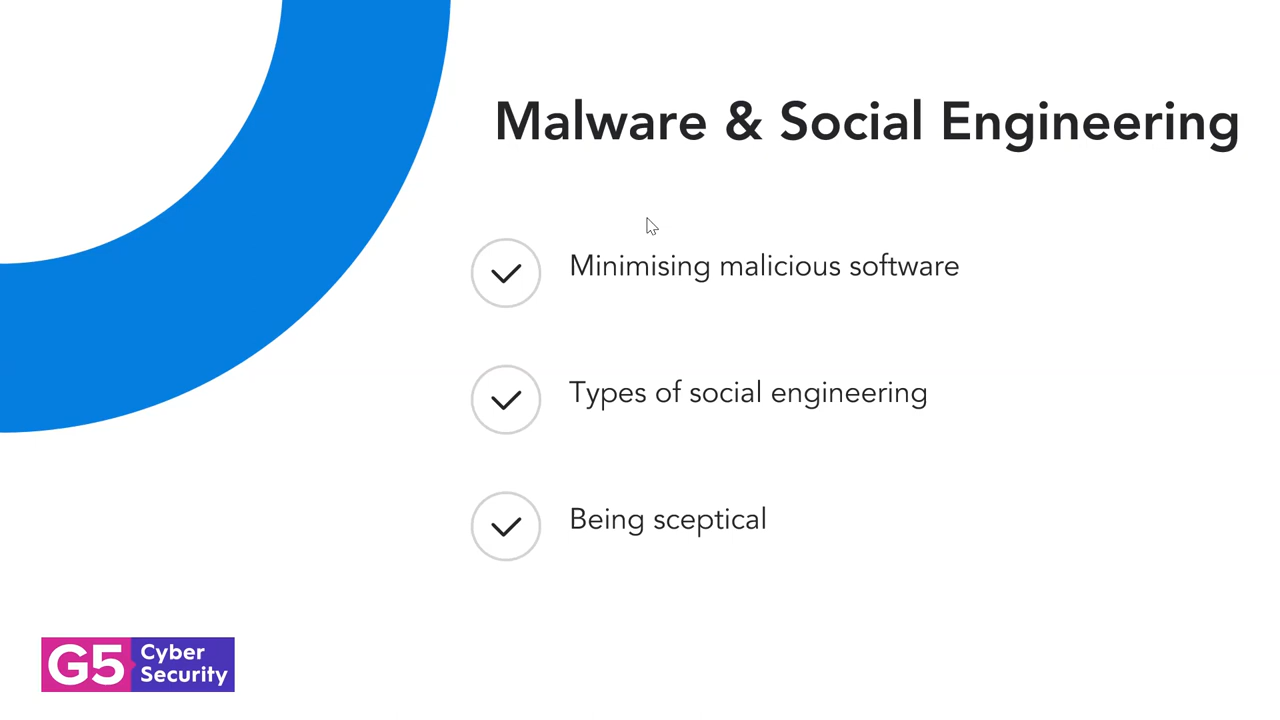 Malware & Social Engineering
Minimising malicious software
Types of social engineering
Being sceptical
G5 Cyber
Security